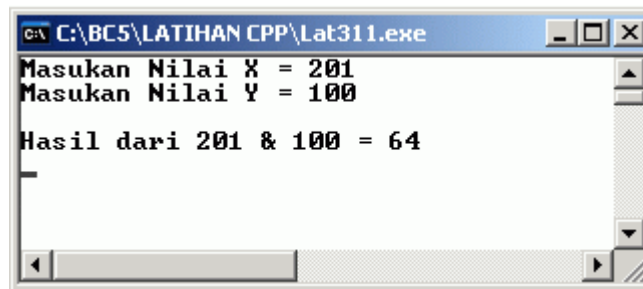 C:\BC5\LATIHAN CPP\Lat311.exe
Masukan Nilai X = 201
Masukan Nilai Y = 100
Hasil dari 201 & 100 = 64